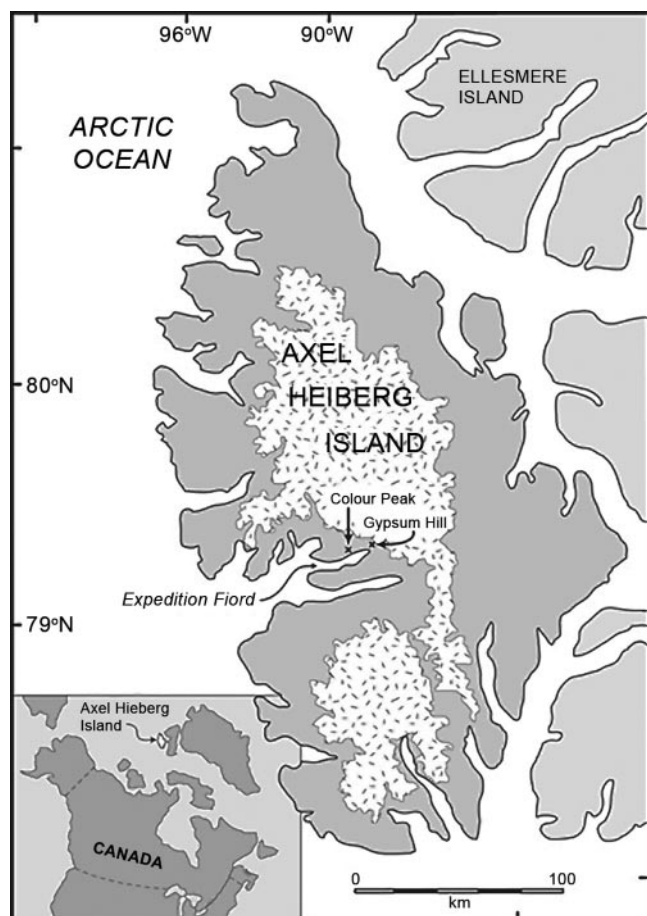 96°W
90°W
ELLESMERE
ISLAND
ARCTIC
OCEAN
80°N
AXEL
HEIBERG
ISLAND
Colour Peak
Gypsum Hill
Expedition Fiord
79°N
Axel Hieberg
Island
CANADA
0
100
km